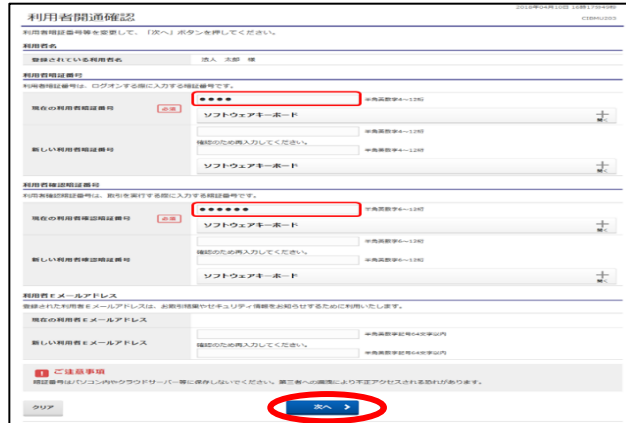 2018年04月10日 18時17分49秒
利用者開通確認
CIBMU203
利用者暗証番号等を変更して、「次へ」ボタンを押してください。
利用者名
登録されている利用者名 法人 太郎 様
利用者暗証番号
利用者暗証番号は、ログオンする際に入力する暗証番号です。
現在の利用者暗証番号 必須 ●●●● 半角英数字4~12桁
ソフトウェアキーボード 開く
新しい利用者暗証番号 半角英数字4~12桁
確認のため再入力してください。
半角英数字4~12桁
ソフトウェアキーボード 開く
利用者確認暗証番号
利用者確認暗証番号は、取引を実行する際に入力する暗証番号です。
現在の利用者確認暗証番号 必須 ●●●●●● 半角英数字6~12桁
ソフトウェアキーボード 開く
新しい利用者確認暗証番号 半角英数字6~12桁
確認のため再入力してください。
半角英数字6~12桁
ソフトウェアキーボード 開く
利用者Eメールアドレス
登録された利用者Eメールアドレスは、お取引結果やセキュリティ情報をお知らせするために利用いたします。
現在の利用者Eメールアドレス
新しい利用者Eメールアドレス 半角英数字記号64文字以内
確認のため再入力してください。
半角英数字記号64文字以内
! ご注意事項
暗証番号はパソコン内やクラウドサーバー等に保存しないでください。第三者への漏洩により不正アクセスされる恐れがあります。
クリア 次へ